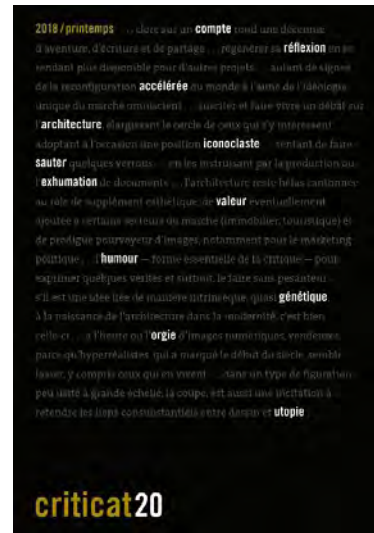 2018/printemps ... clore sur un compte rond une décennie
d'aventure, d'écriture et de partage ... régénérer sa réflexion en se
rendant plus disponible pour d'autres projets ... autant de signes
de la reconfiguration accélérée du monde à l'aune de l'idéologie
unique du marché omniscient ... susciter et faire vivre un débat sur
l'architecture, élargissant le cercle de ceux qui s'y intéressent
adoptant à l'occasion une position iconoclaste ... tentant de faire
sauter quelques verrous ... en les instruisant par la production ou
l'exhumation de documents ... l'architecture reste hélas cantonnée
au rôle de supplément esthétique, de valeur éventuellement
ajoutée à certains secteurs du marché (immobilier, touristique) et
de prodigue pourvoyeur d'images, notamment pour le marketing
politique ... l'humour – forme essentielle de la critique – pour
exprimer quelques vérités et surtout, le faire sans pesanteur ...
s'il est une idée liée de manière intrinsèque, quasi génétique,
à la naissance de l'architecture dans la modernité, c'est bien
celle-ci ... à l'heure où l'orgie d'images numériques, vendeuses,
parce qu'hyperréalistes, qui a marqué le début du siècle, semble
lasser, y compris ceux qui en vivent ... dans un type de figuration
peu usité à grande échelle, la coupe, est aussi une incitation à
retendre les liens consubstantiels entre dessin et utopie
criticat20